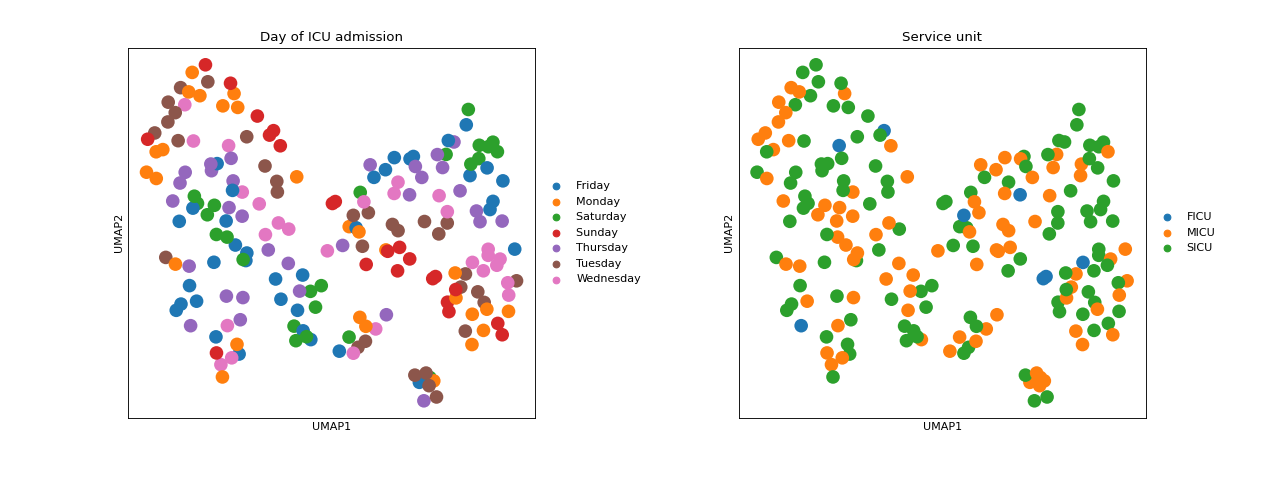 Day of ICU admission
UMAP2
UMAP1
Friday
Monday
Saturday
Sunday
Thursday
Tuesday
Wednesday
Service unit
UMAP2
UMAP1
FICU
MICU
SICU